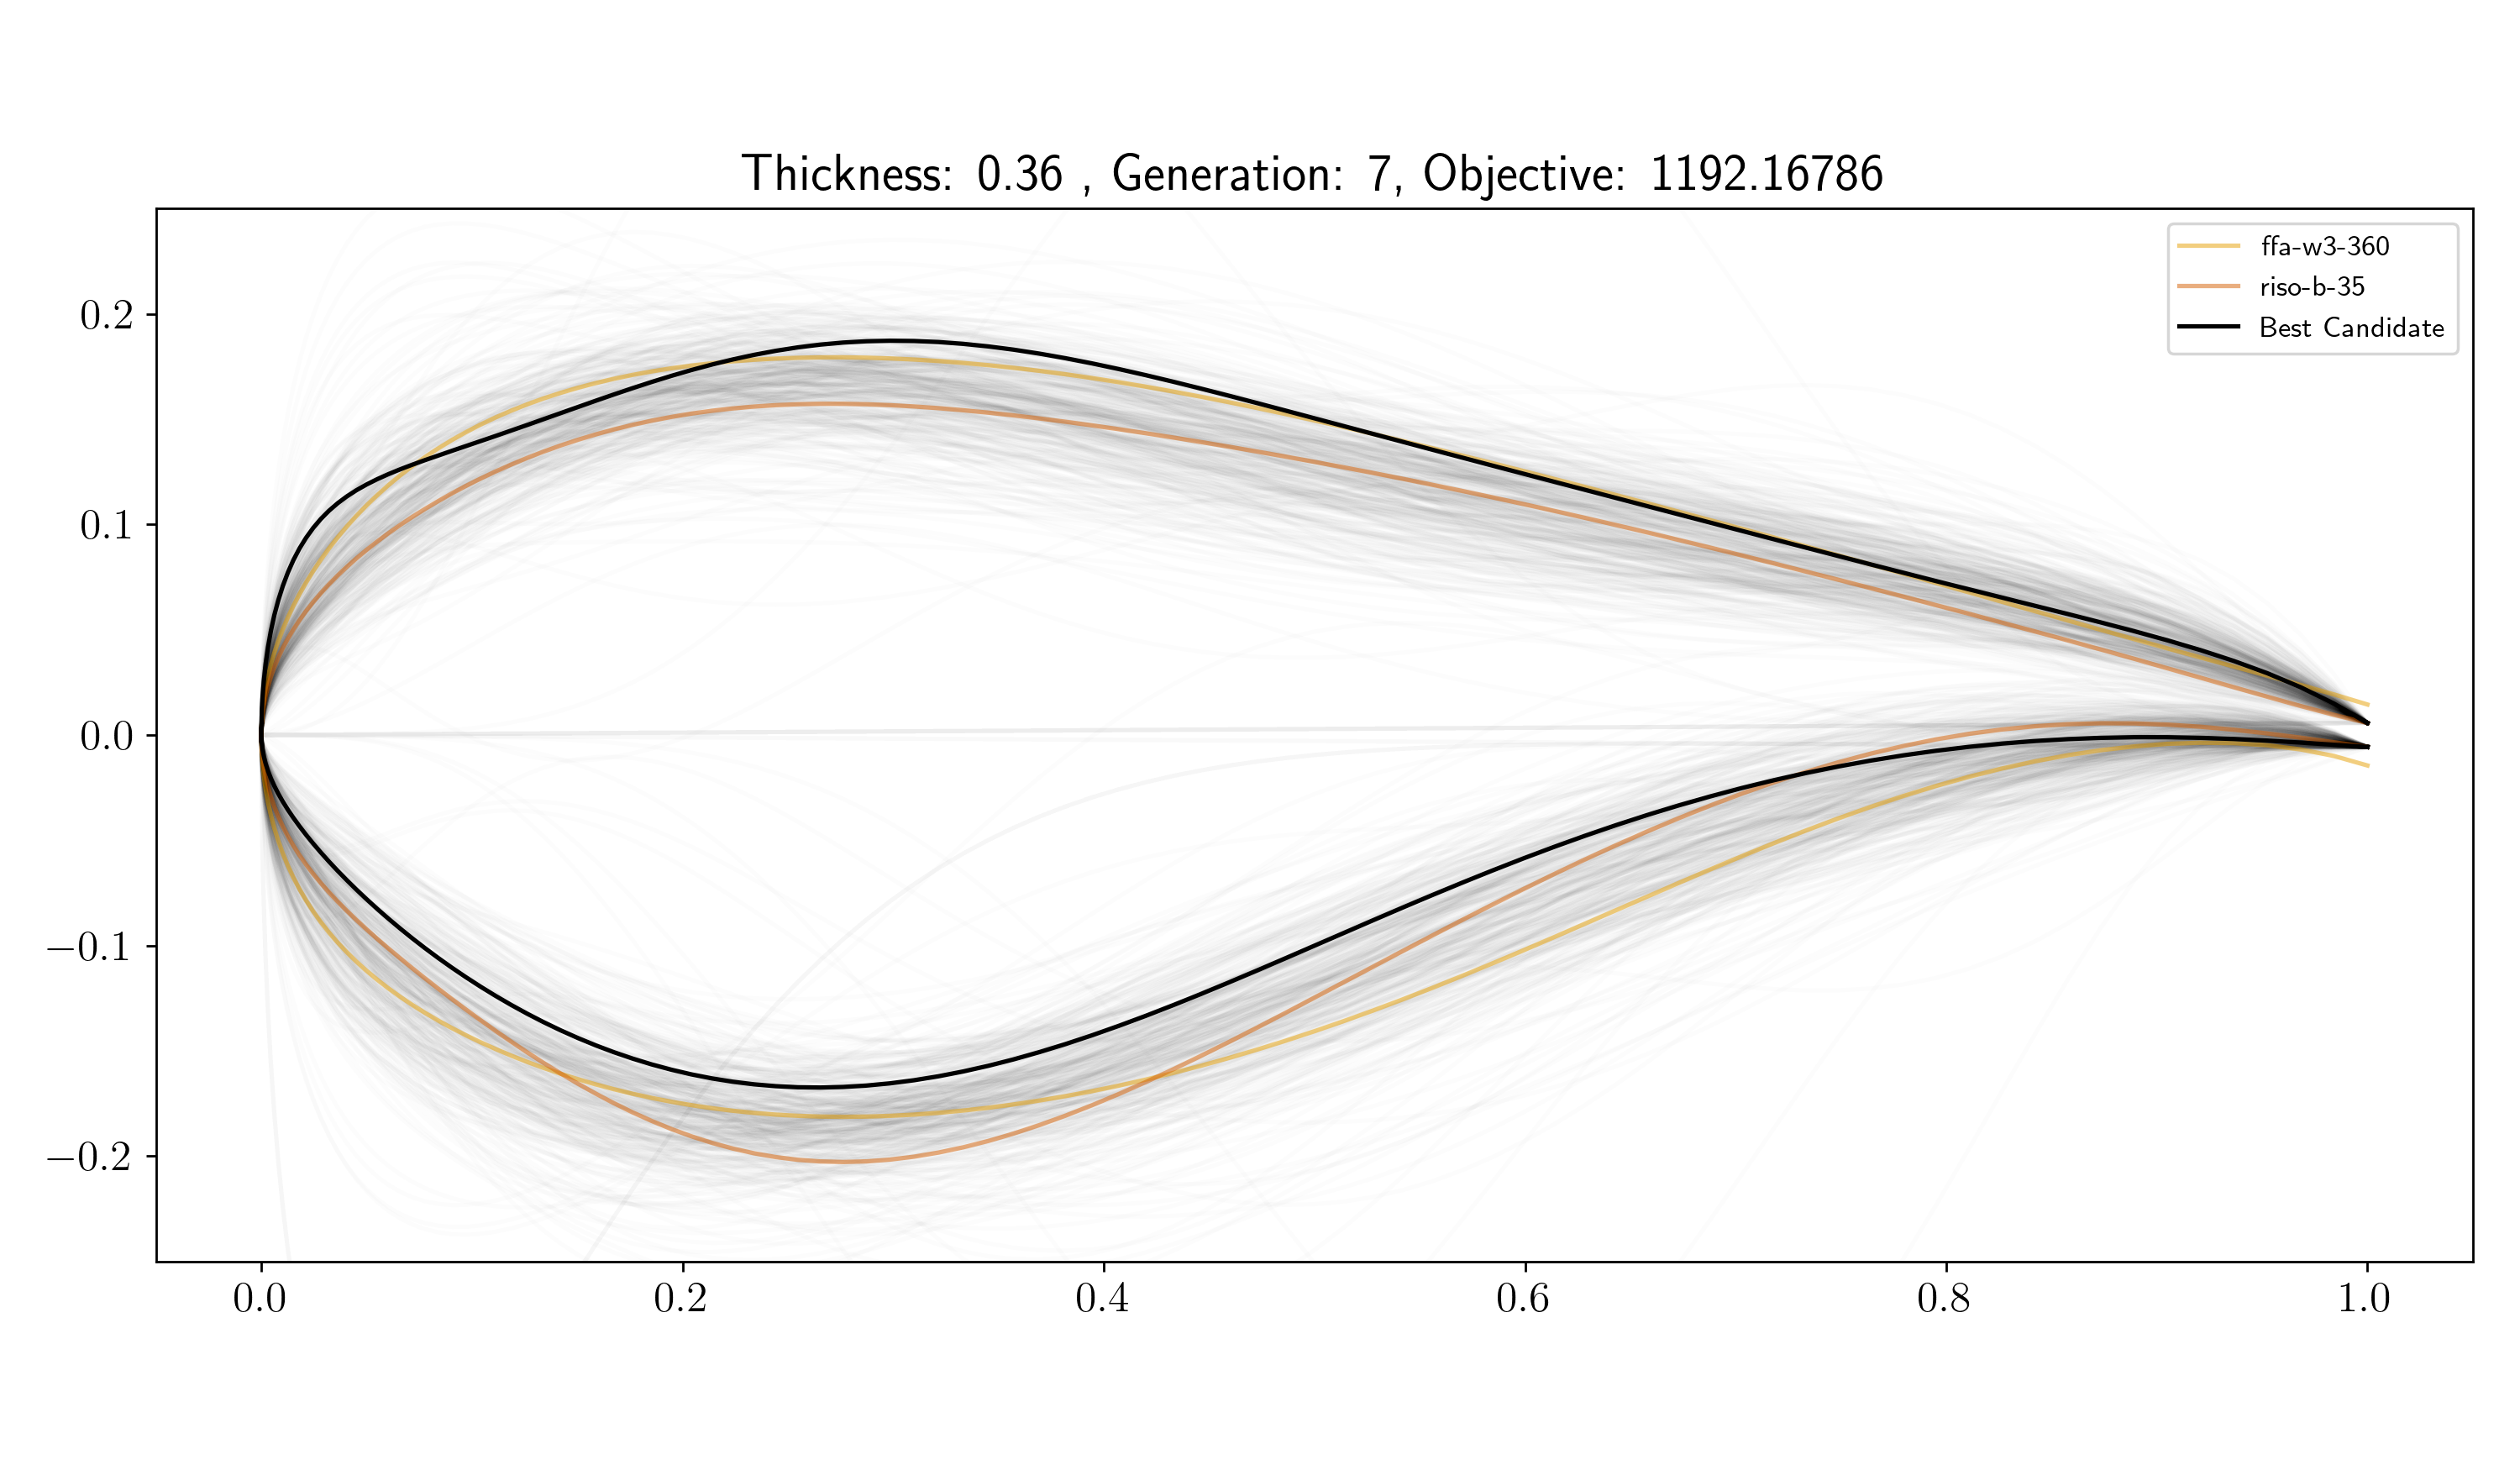 Thickness: 0.36 , Generation: 7, Objective: 1192.16786
ffa-w3-360
riso-b-35
Best Candidate
0.2
0.1
0.0
−0.1
−0.2
0.0 0.2 0.4 0.6 0.8 1.0